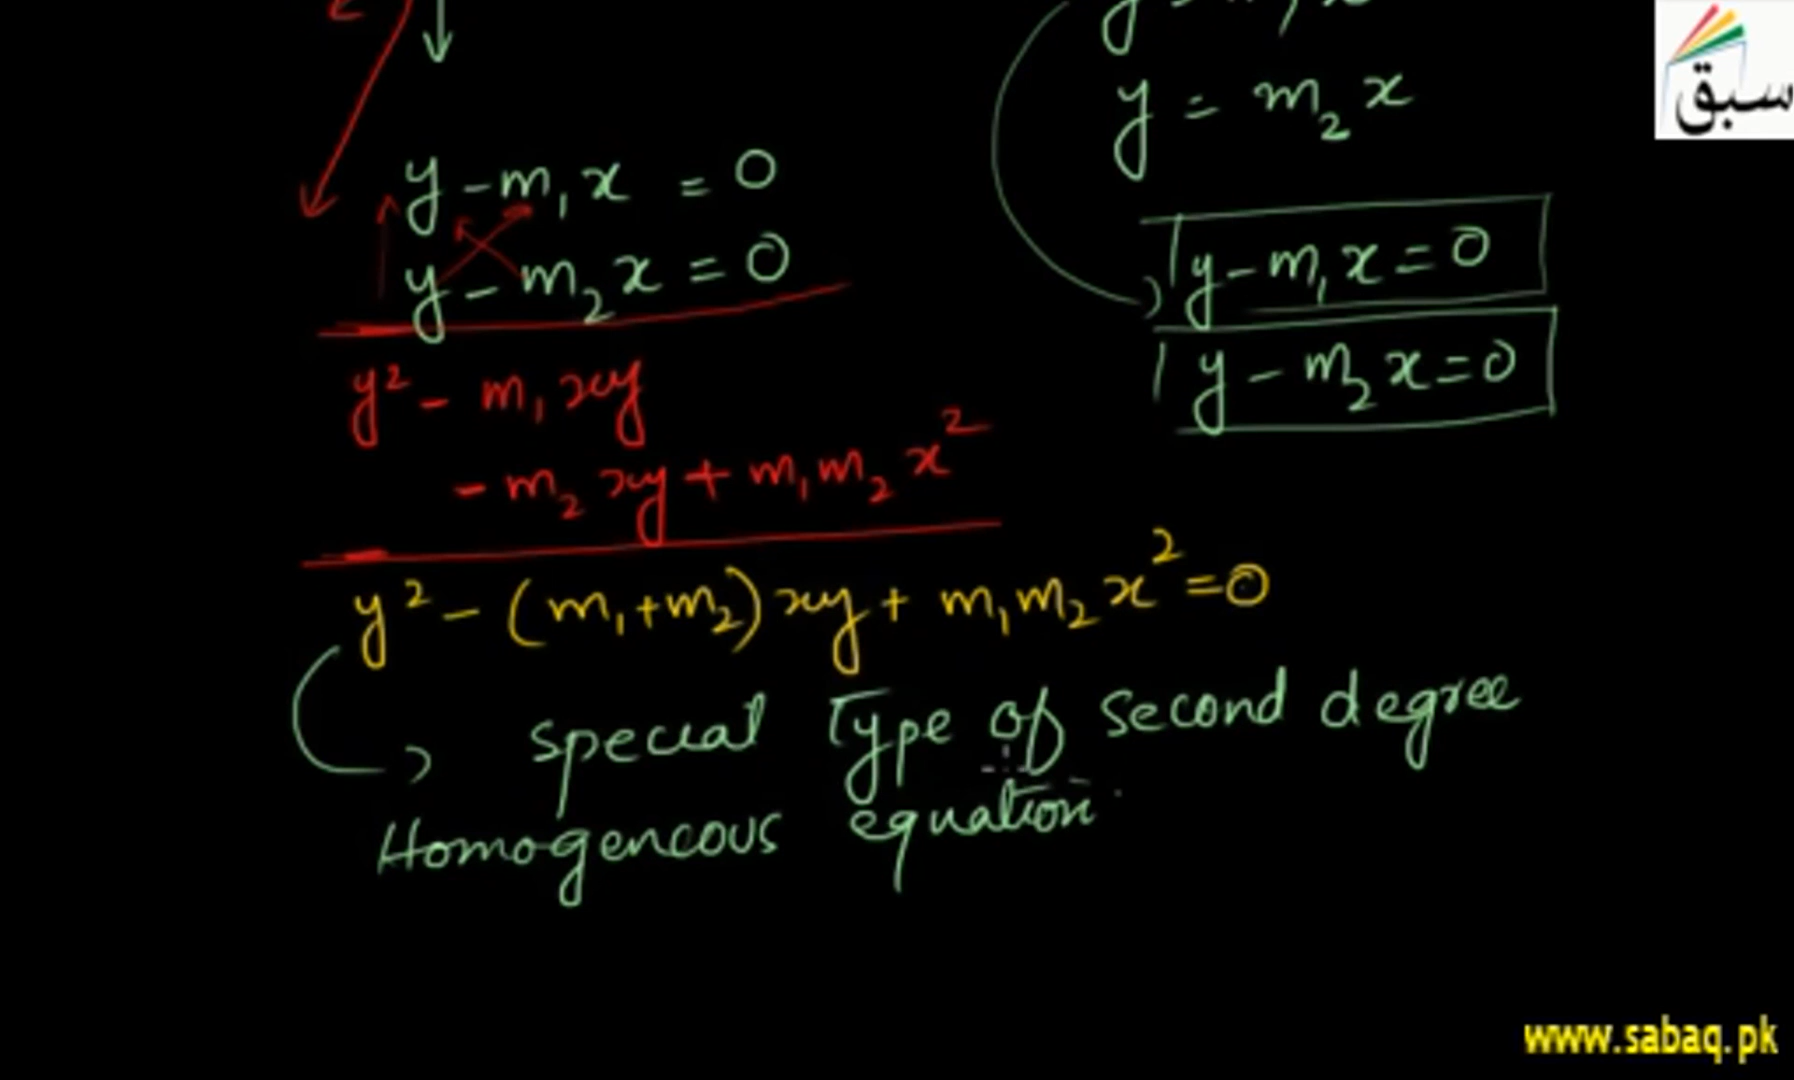 y = m₂x
y - m₁x = 0
y - m₂x = 0
y - m₁x = 0
y - m₂x = 0
y² - m₁xy
- m₂xy + m₁m₂x²
y² - (m₁+m₂)xy + m₁m₂x² = 0
special Type of second degree
Homogeneous equation
سبق
www.sabaq.pk